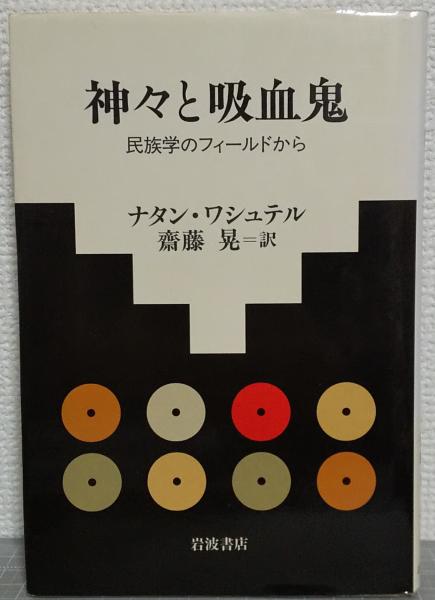 神々と吸血鬼
民族学のフィールドから
ナタン・ワシュテル
齋藤 晃＝訳
岩波書店